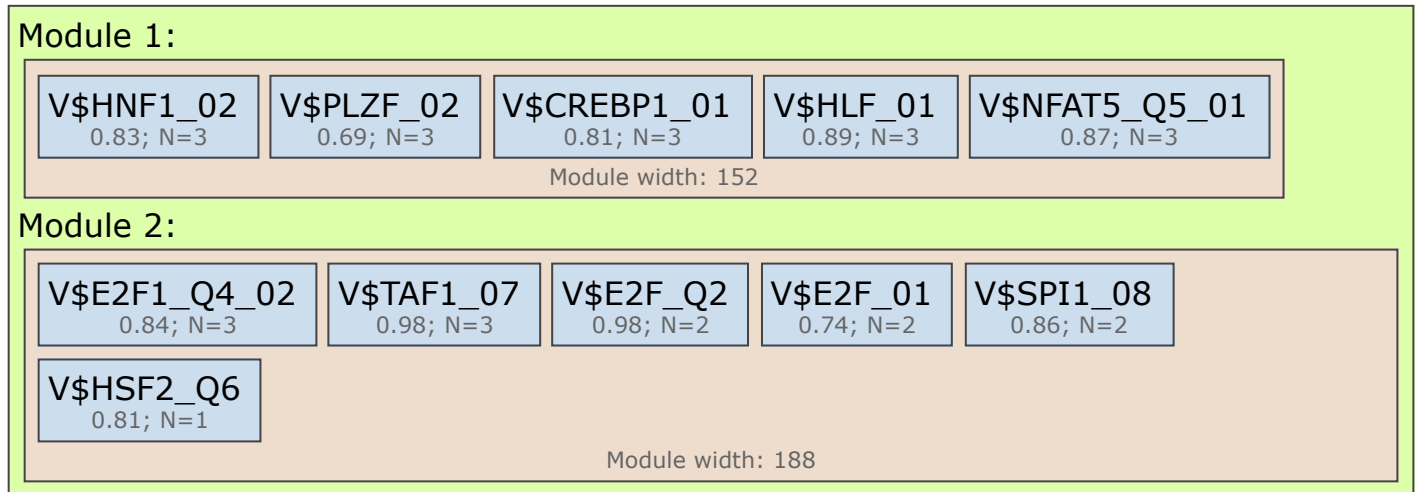 Module 1:
V$HNF1_02 V$PLZF_02 V$CREBP1_01 V$HLF_01 V$NFAT5_Q5_01
0.83; N=3 0.69; N=3 0.81; N=3 0.89; N=3 0.87; N=3
Module width: 152
Module 2:
V$E2F1_Q4_02 V$TAF1_07 V$E2F_Q2 V$E2F_01 V$SPI1_08
0.84; N=3 0.98; N=3 0.98; N=2 0.74; N=2 0.86; N=2
V$HSF2_Q6
0.81; N=1
Module width: 188